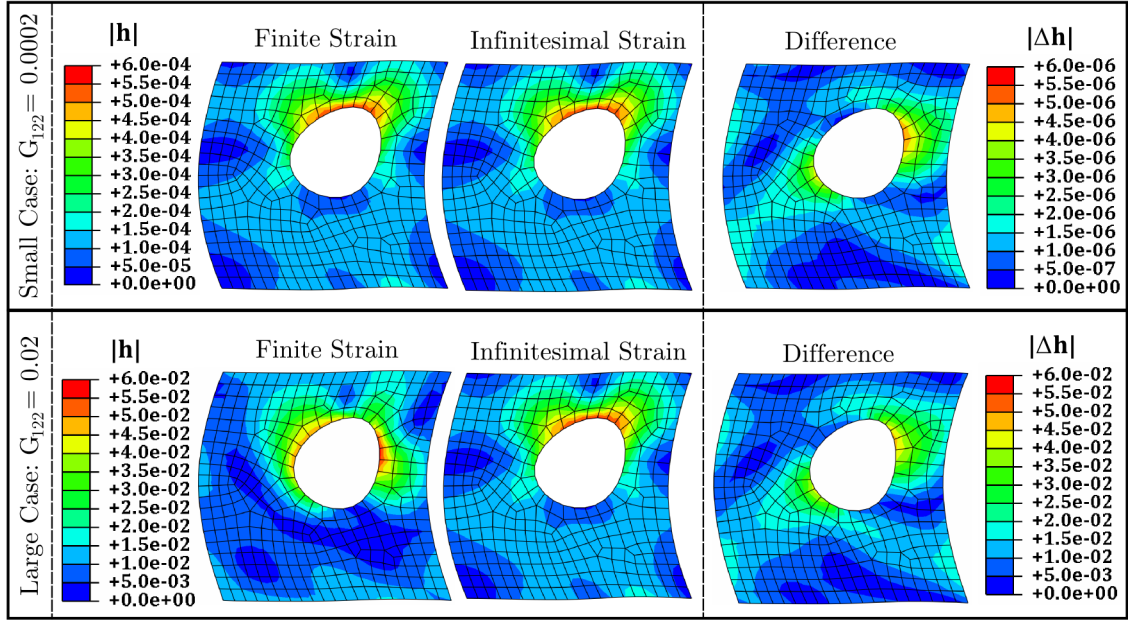 Small Case: G122= 0.0002
|h|
+6.0e-04
+5.5e-04
+5.0e-04
+4.5e-04
+4.0e-04
+3.5e-04
+3.0e-04
+2.5e-04
+2.0e-04
+1.5e-04
+1.0e-04
+5.0e-05
+0.0e+00
Finite Strain
Infinitesimal Strain
Difference
|Δh|
+6.0e-06
+5.5e-06
+5.0e-06
+4.5e-06
+4.0e-06
+3.5e-06
+3.0e-06
+2.5e-06
+2.0e-06
+1.5e-06
+1.0e-06
+5.0e-07
+0.0e+00
Large Case: G122= 0.02
|h|
+6.0e-02
+5.5e-02
+5.0e-02
+4.5e-02
+4.0e-02
+3.5e-02
+3.0e-02
+2.5e-02
+2.0e-02
+1.5e-02
+1.0e-02
+5.0e-03
+0.0e+00
Finite Strain
Infinitesimal Strain
Difference
|Δh|
+6.0e-02
+5.5e-02
+5.0e-02
+4.5e-02
+4.0e-02
+3.5e-02
+3.0e-02
+2.5e-02
+2.0e-02
+1.5e-02
+1.0e-02
+5.0e-03
+0.0e+00